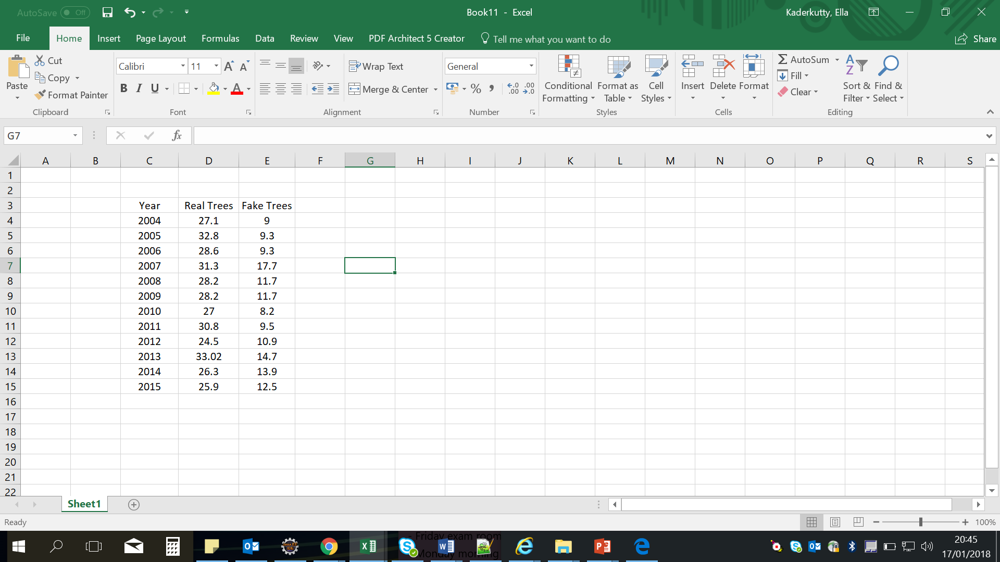 AutoSave Off
Book11 - Excel
Kaderkutty, Ella
File Home Insert Page Layout Formulas Data Review View PDF Architect 5 Creator Tell me what you want to do Share
Paste
Cut
Copy
Format Painter
Clipboard
Calibri 11
B I U
Font
Wrap Text
Merge & Center
Alignment
General
Number
Conditional Formatting
Format as Table
Cell Styles
Styles
Insert
Delete
Format
Cells
AutoSum
Fill
Clear
Sort & Filter
Find & Select
Editing
G7
fx
A B C D E F G H I J K L M N O P Q R S
1
2
3 Year Real Trees Fake Trees
4 2004 27.1 9
5 2005 32.8 9.3
6 2006 28.6 9.3
7 2007 31.3 17.7
8 2008 28.2 11.7
9 2009 28.2 11.7
10 2010 27 8.2
11 2011 30.8 9.5
12 2012 24.5 10.9
13 2013 33.02 14.7
14 2014 26.3 13.9
15 2015 25.9 12.5
16
17
18
19
20
21
22
Sheet1
Ready
100%
- Friday exam room
Monday morning
20:45
17/01/2018